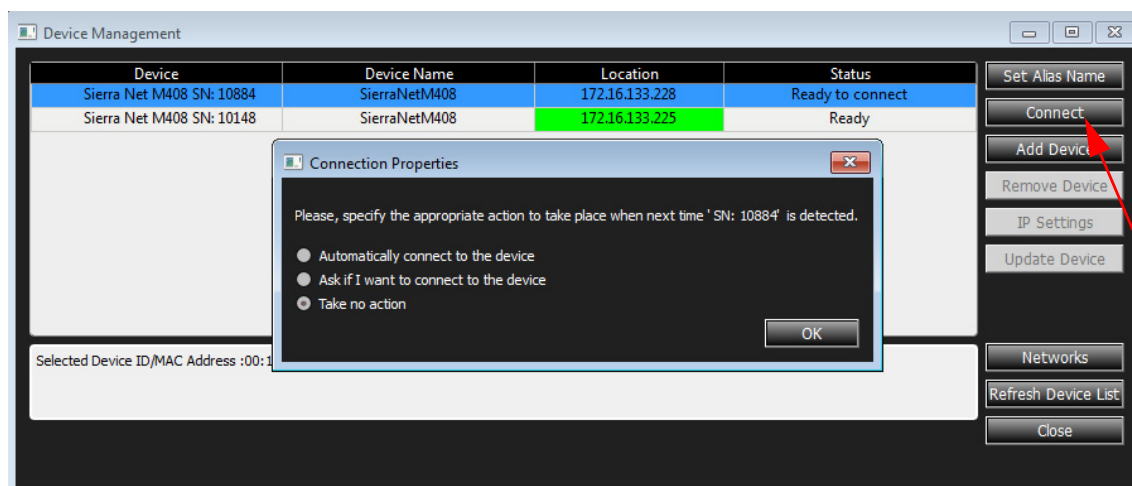 Device Management
Device Device Name Location Status
Sierra Net M408 SN: 10884 SierraNetM408 172.16.133.228 Ready to connect
Sierra Net M408 SN: 10148 SierraNetM408 172.16.133.225 Ready
Set Alias Name
Connect
Add Device
Remove Device
IP Settings
Update Device
Connection Properties
Please, specify the appropriate action to take place when next time ' SN: 10884' is detected.
Automatically connect to the device
Ask if I want to connect to the device
Take no action
OK
Selected Device ID/MAC Address :00:1
Networks
Refresh Device List
Close